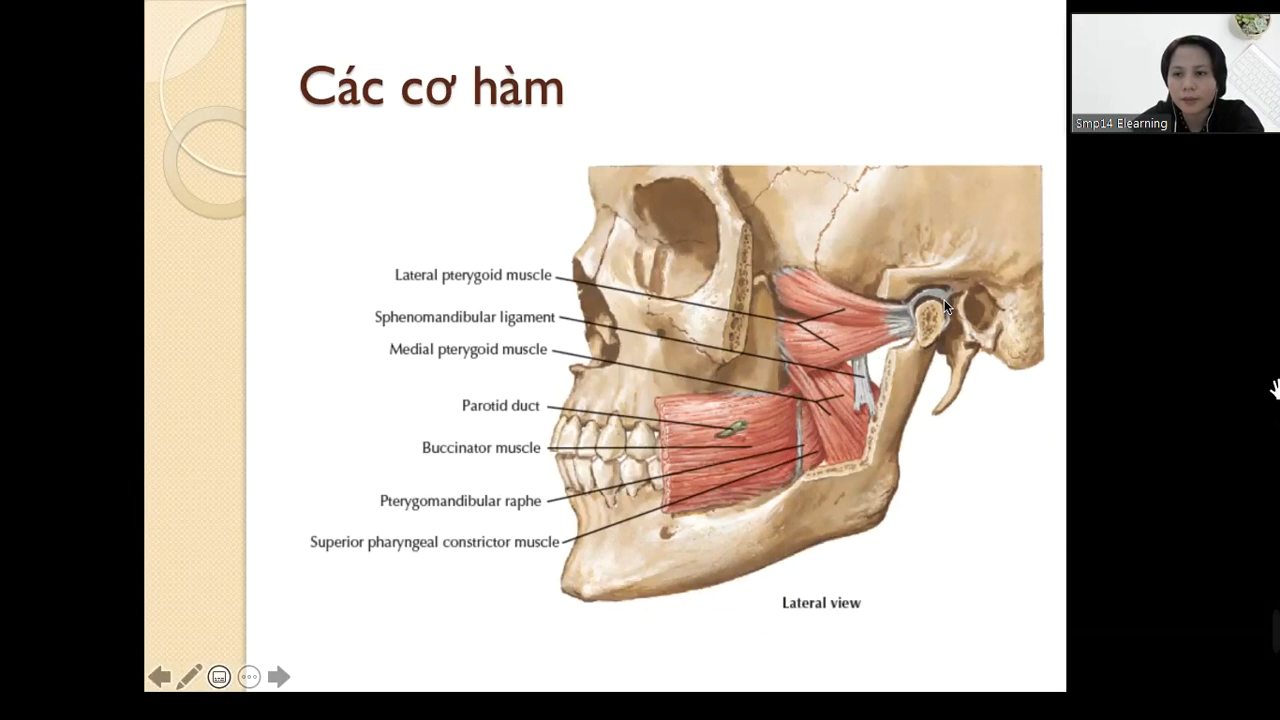 Các cơ hàm
Smp14 Elearning
Lateral pterygoid muscle
Sphenomandibular ligament
Medial pterygoid muscle
Parotid duct
Buccinator muscle
Pterygomandibular raphe
Superior pharyngeal constrictor muscle
Lateral view